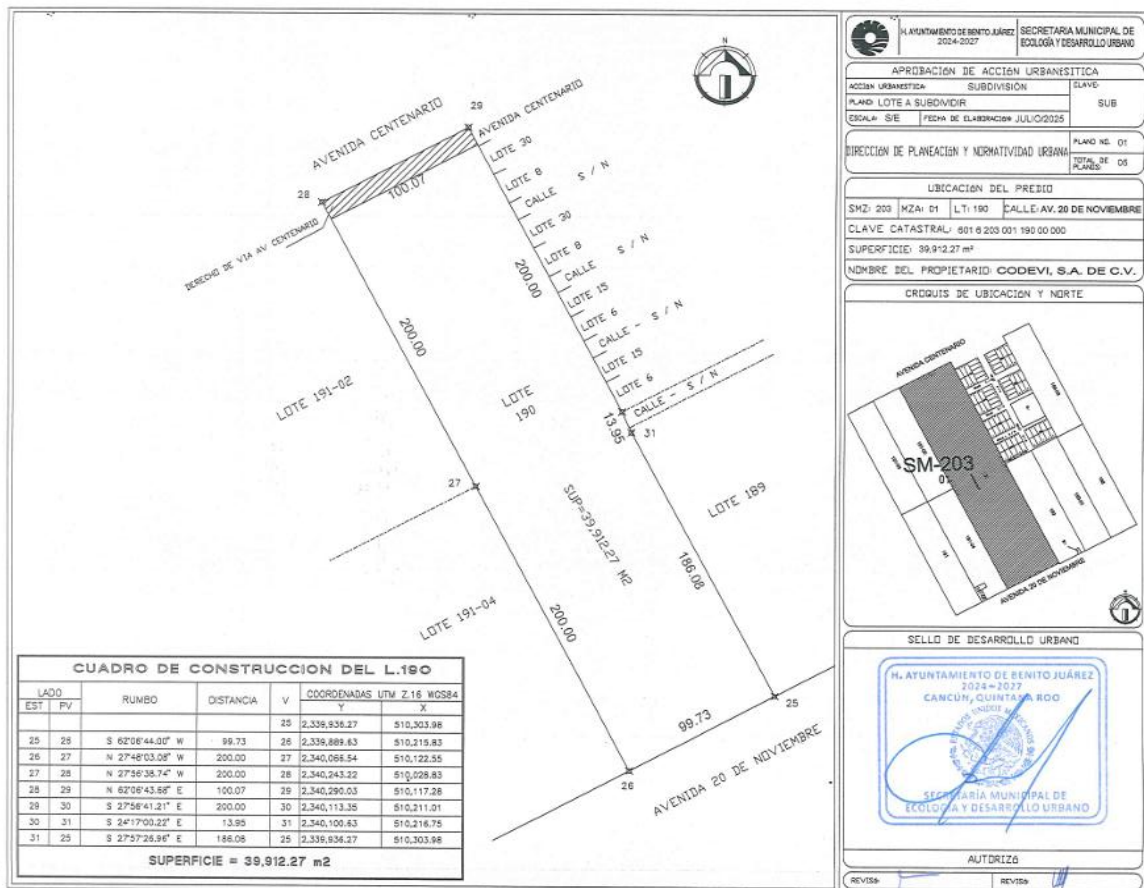 H. AYUNTAMIENTO DE BENITO JUÁREZ
2024-2027
SECRETARIA MUNICIPAL DE
ECOLOGÍA Y DESARROLLO URBANO
APROBACIÓN DE ACCIÓN URBANESITICA
ACCIÓN URBANESTICA: SUBDIVISIÓN
CLAVE:
SUB
PLANO: LOTE A SUBDIVIDIR
ESCALA: S/E
FECHA DE ELABORACIÓN: JULIO/2025
DIRECCIÓN DE PLANEACIÓN Y NORMATIVIDAD URBANA
PLANO NO. 01
TOTAL DE PLANOS: 05
UBICACIÓN DEL PREDIO
SMZ: 203 MZA: 01 LT: 190 CALLE: AV. 20 DE NOVIEMBRE
CLAVE CATASTRAL: 601 6 203 001 190 00 000
SUPERFICIE: 39,912.27 m²
NOMBRE DEL PROPIETARIO: CODEVI, S.A. DE C.V.
CROQUIS DE UBICACIÓN Y NORTE
AVENIDA CENTENARIO
SM-203
01
AVENIDA 20 DE NOVIEMBRE
SELLO DE DESARROLLO URBANO
H. AYUNTAMIENTO DE BENITO JUÁREZ
2024-2027
CANCÚN, QUINTANA ROO
ESTADOS UNIDOS MEXICANOS
SECRETARÍA MUNICIPAL DE
ECOLOGÍA Y DESARROLLO URBANO
AUTORIZÓ
REVISÓ
REVISÓ
N
AVENIDA CENTENARIO
29
AVENIDA CENTENARIO
28
100.07
DERECHO DE VIA AV CENTENARIO
LOTE 30
LOTE 8
CALLE S / N
LOTE 30
LOTE 8
CALLE S / N
LOTE 15
LOTE 6
CALLE - S / N
LOTE 15
LOTE 6
CALLE - S / N
200.00
200.00
13.95
31
LOTE 191-02
LOTE
190
27
SUP=39,912.27 M2
LOTE 189
186.08
LOTE 191-04
200.00
99.73
25
26
AVENIDA 20 DE NOVIEMBRE
CUADRO DE CONSTRUCCION DEL L.190
LADO RUMBO DISTANCIA V COORDENADAS UTM Z.16 WGS84
EST PV Y X
25 2,339,936.27 510,303.98
25 26 S 62°06'44.00" W 99.73 26 2,339,889.63 510,215.83
26 27 N 27°48'03.08" W 200.00 27 2,340,066.54 510,122.55
27 28 N 27°56'38.74" W 200.00 28 2,340,243.22 510,028.83
28 29 N 62°06'43.68" E 100.07 29 2,340,290.03 510,117.28
29 30 S 27°56'41.21" E 200.00 30 2,340,113.35 510,211.01
30 31 S 24°17'00.22" E 13.95 31 2,340,100.63 510,216.75
31 25 S 27°57'26.96" E 186.08 25 2,339,936.27 510,303.98
SUPERFICIE = 39,912.27 m2